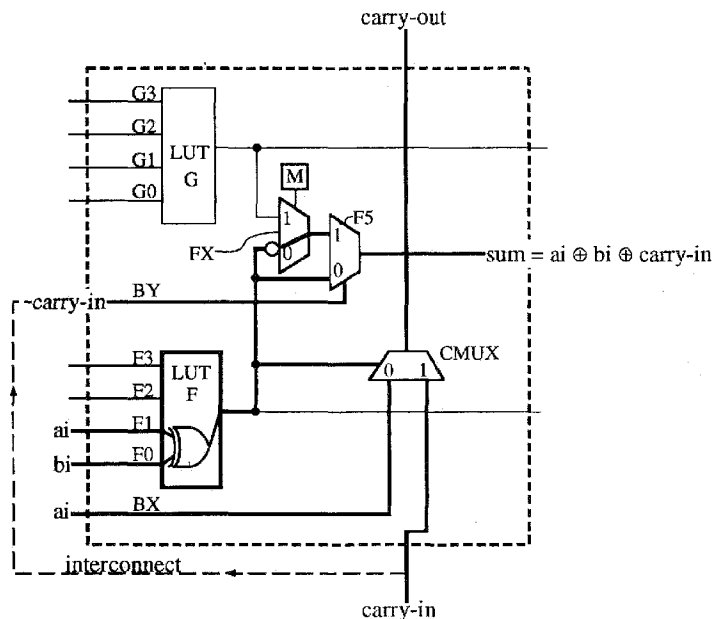 carry-out
G3
G2
LUT
G1
G
G0
M
1
F5
FX
0
1
0
sum = ai ⊕ bi ⊕ carry-in
~carry-in
BY
F3
LUT
F2
F
CMUX
0
1
ai
F1
bi
F0
ai
BX
interconnect
carry-in